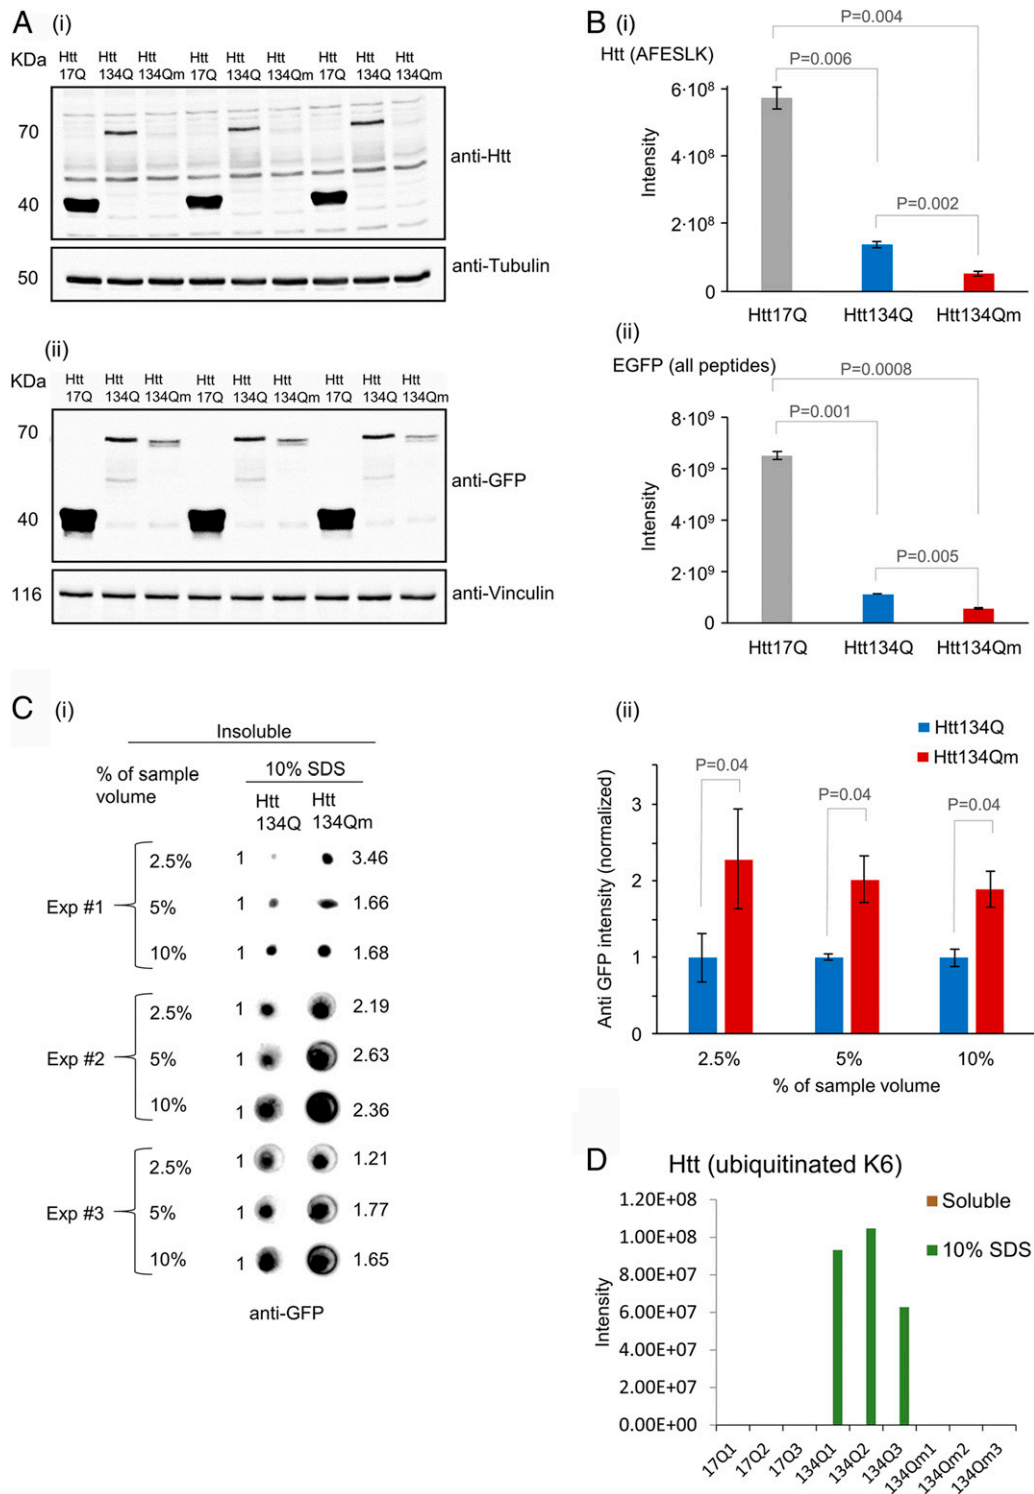 A (i)
KDa
Htt Htt Htt Htt Htt Htt Htt Htt Htt
17Q 134Q 134Qm 17Q 134Q 134Qm 17Q 134Q 134Qm
70
anti-Htt
40
50
anti-Tubulin
(ii)
KDa
Htt Htt Htt Htt Htt Htt Htt Htt Htt
17Q 134Q 134Qm 17Q 134Q 134Qm 17Q 134Q 134Qm
70
anti-GFP
40
116
anti-Vinculin
B (i)
Htt (AFESLK)
P=0.004
P=0.006
P=0.002
Intensity
6·10⁸
4·10⁸
2·10⁸
0
Htt17Q Htt134Q Htt134Qm
(ii)
EGFP (all peptides)
P=0.0008
P=0.001
P=0.005
Intensity
8·10⁹
6·10⁹
4·10⁹
2·10⁹
0
Htt17Q Htt134Q Htt134Qm
C (i)
Insoluble
% of sample
volume
10% SDS
Htt Htt
134Q 134Qm
Exp #1
2.5% 1 3.46
5% 1 1.66
10% 1 1.68
Exp #2
2.5% 1 2.19
5% 1 2.63
10% 1 2.36
Exp #3
2.5% 1 1.21
5% 1 1.77
10% 1 1.65
anti-GFP
(ii)
Htt134Q
Htt134Qm
P=0.04
P=0.04
P=0.04
Anti GFP intensity (normalized)
3
2
1
0
2.5% 5% 10%
% of sample volume
D Htt (ubiquitinated K6)
Soluble
10% SDS
Intensity
1.20E+08
1.00E+08
8.00E+07
6.00E+07
4.00E+07
2.00E+07
0.00E+00
17Q1 17Q2 17Q3 134Q1 134Q2 134Q3 134Qm1 134Qm2 134Qm3